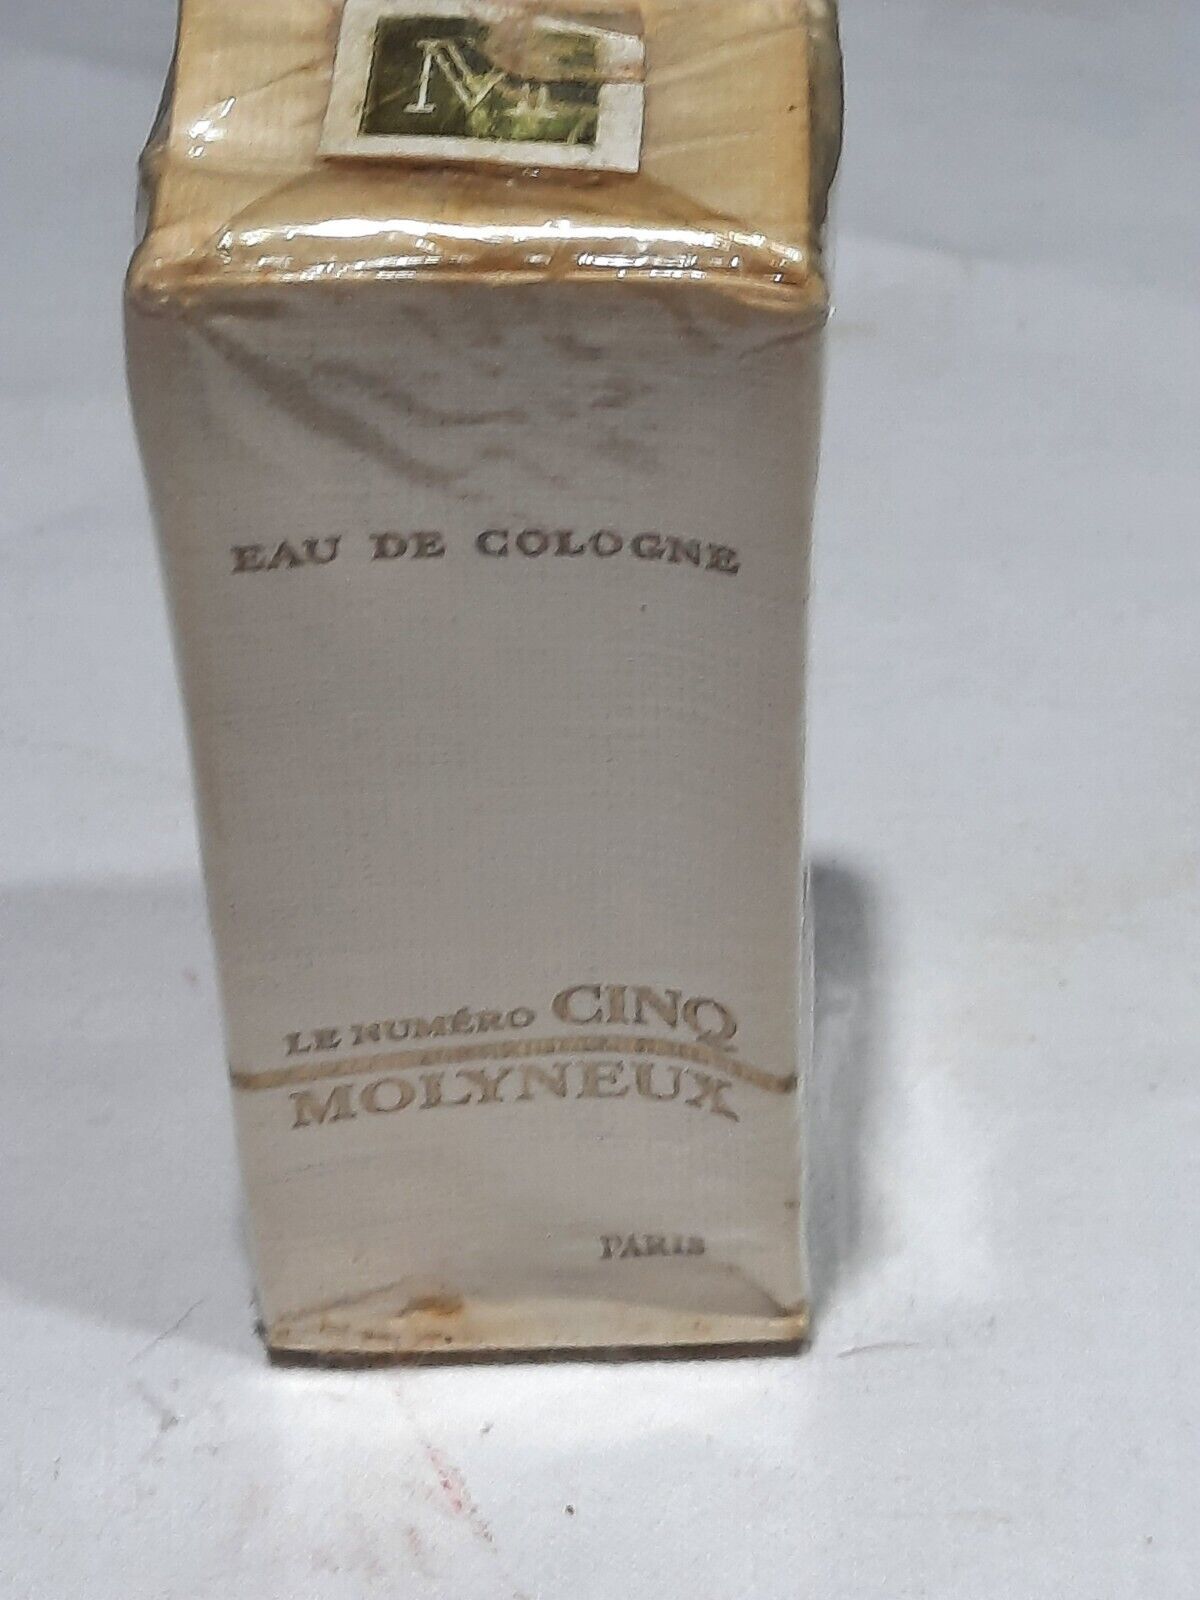 M
EAU DE COLOGNE
LE NUMÉRO CINQ
MOLYNEUX
PARIS